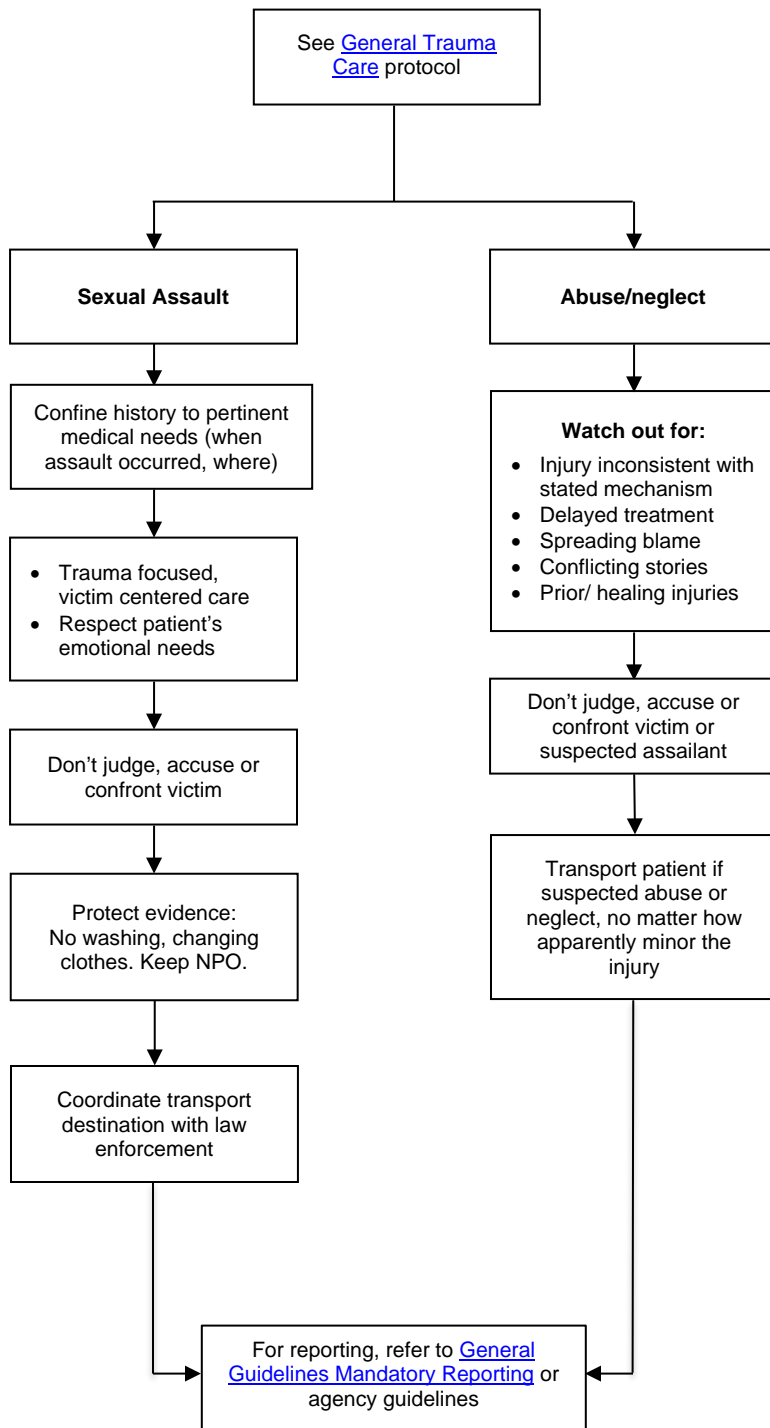 See General Trauma
Care protocol
Sexual Assault
Confine history to pertinent
medical needs (when
assault occurred, where)
• Trauma focused,
victim centered care
• Respect patient’s
emotional needs
Don’t judge, accuse or
confront victim
Protect evidence:
No washing, changing
clothes. Keep NPO.
Coordinate transport
destination with law
enforcement
Abuse/neglect
Watch out for:
• Injury inconsistent with
stated mechanism
• Delayed treatment
• Spreading blame
• Conflicting stories
• Prior/ healing injuries
Don’t judge, accuse or
confront victim or
suspected assailant
Transport patient if
suspected abuse or
neglect, no matter how
apparently minor the
injury
For reporting, refer to General
Guidelines Mandatory Reporting or
agency guidelines